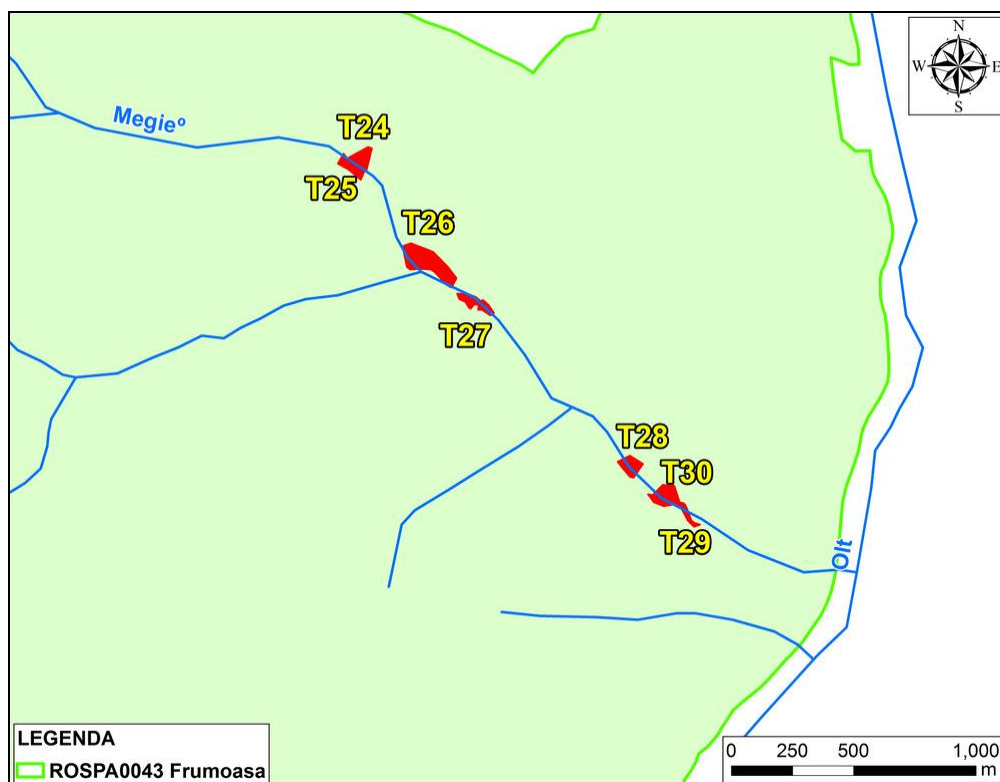 N
W E
S
Megieº
T24
T25
T26
T27
T28
T30
T29
Olt
LEGENDA
ROSPA0043 Frumoasa
0 250 500 1,000
m